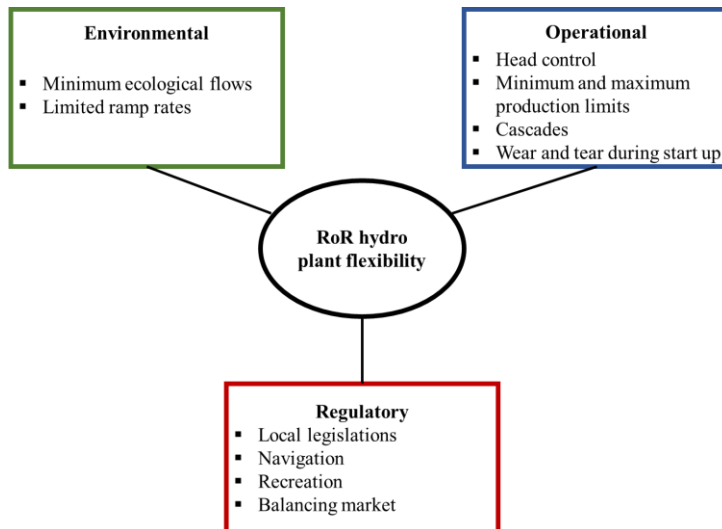 Environmental
▪ Minimum ecological flows
▪ Limited ramp rates
Operational
▪ Head control
▪ Minimum and maximum
production limits
▪ Cascades
▪ Wear and tear during start up
RoR hydro
plant flexibility
Regulatory
▪ Local legislations
▪ Navigation
▪ Recreation
▪ Balancing market